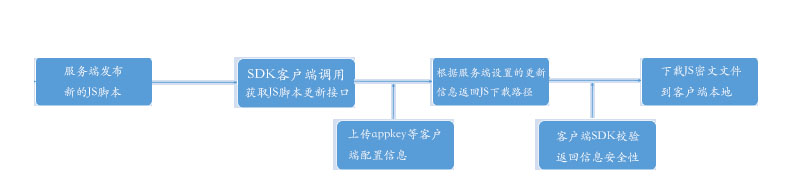 服务端发布
新的JS脚本
SDK客户端调用
获取JS脚本更新接口
根据服务端设置的更新
信息返回JS下载路径
下载JS密文文件
到客户端本地
上传appkey等客户
端配置信息
客户端SDK校验
返回信息安全性